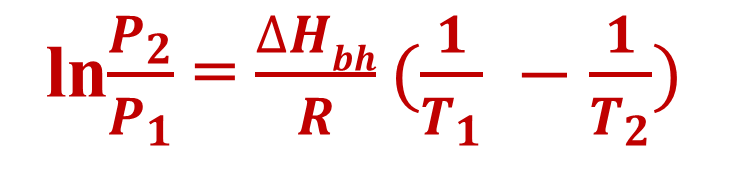 ln P₂/P₁ = ΔH_bh/R (1/T₁ − 1/T₂)